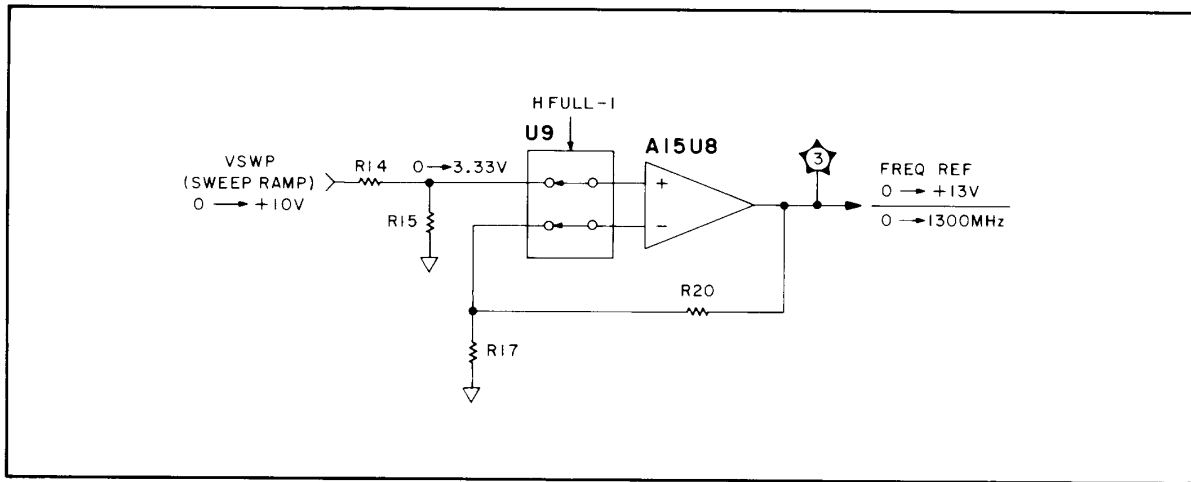 HFULL-1
U9
A15U8
VSWP
(SWEEP RAMP)
0 → +10V
R14
0 → 3.33V
R15
+
−
3
FREQ REF
0 → +13V
0 → 1300MHz
R20
R17